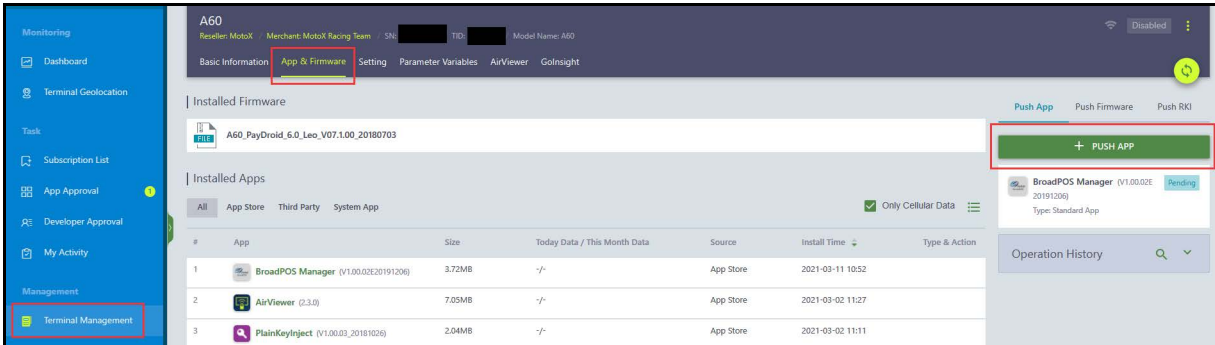 Monitoring
Dashboard
Terminal Geolocation
Task
Subscription List
App Approval 1
Developer Approval
My Activity
Management
Terminal Management
A60
Reseller: MotoX / Merchant: MotoX Racing Team / SN: TID: Model Name: A60
Disabled
Basic Information App & Firmware Setting Parameter Variables AirViewer GoInsight
Installed Firmware
FILE A60_PayDroid_6.0_Leo_V07.1.00_20180703
Installed Apps
All App Store Third Party System App Only Cellular Data
# App Size Today Data / This Month Data Source Install Time Type & Action
1 BroadPOS Manager (V1.00.02E20191206) 3.72MB -/- App Store 2021-03-11 10:52
2 AirViewer (2.3.0) 7.05MB -/- App Store 2021-03-02 11:27
3 PlainKeyInject (V1.00.03_20181026) 2.04MB -/- App Store 2021-03-02 11:11
Push App Push Firmware Push RKI
+ PUSH APP
BroadPOS Manager (V1.00.02E Pending
20191206)
Type: Standard App
Operation History